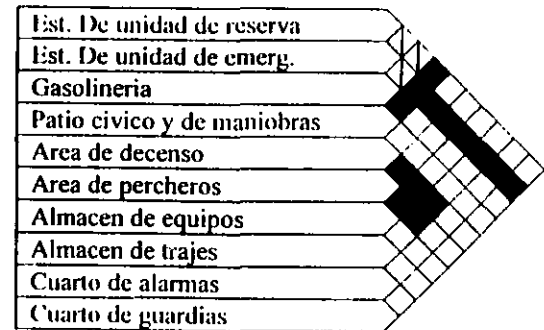 Est. De unidad de reserva
Est. De unidad de emerg.
Gasolineria
Patio civico y de maniobras
Area de decenso
Area de percheros
Almacen de equipos
Almacen de trajes
Cuarto de alarmas
Cuarto de guardias